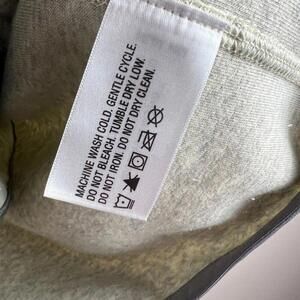 MACHINE WASH COLD, GENTLE CYCLE.
DO NOT BLEACH. TUMBLE DRY LOW.
DO NOT IRON. DO NOT DRY CLEAN.